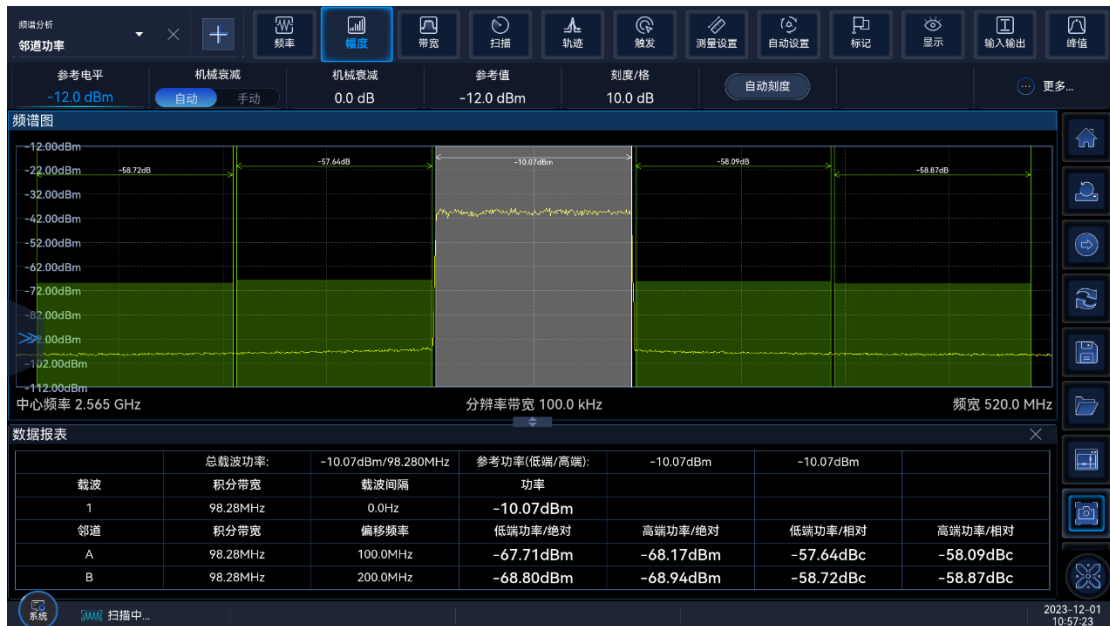 频谱分析
邻道功率
频率
幅度
带宽
扫描
轨迹
触发
测量设置
自动设置
标记
显示
输入输出
峰值
参考电平
-12.0 dBm
机械衰减
自动 手动
机械衰减
0.0 dB
参考值
-12.0 dBm
刻度/格
10.0 dB
自动刻度
更多...
频谱图
-12.00dBm
-22.00dBm
-32.00dBm
-42.00dBm
-52.00dBm
-62.00dBm
-72.00dBm
-82.00dBm
.00dBm
-102.00dBm
-112.00dBm
-58.72dB
-57.64dB
-10.07dBm
-58.09dB
-58.87dB
中心频率 2.565 GHz 分辨率带宽 100.0 kHz 频宽 520.0 MHz
数据报表
总载波功率: -10.07dBm/98.280MHz 参考功率(低端/高端): -10.07dBm -10.07dBm
载波 积分带宽 载波间隔 功率
1 98.28MHz 0.0Hz -10.07dBm
邻道 积分带宽 偏移频率 低端功率/绝对 高端功率/绝对 低端功率/相对 高端功率/相对
A 98.28MHz 100.0MHz -67.71dBm -68.17dBm -57.64dBc -58.09dBc
B 98.28MHz 200.0MHz -68.80dBm -68.94dBm -58.72dBc -58.87dBc
系统
扫描中...
2023-12-01
10:57:23